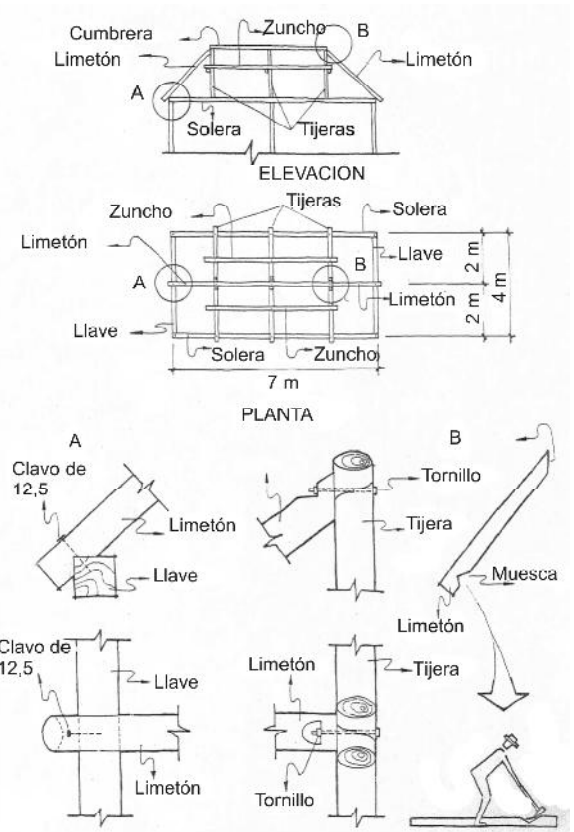 Cumbrera
Zuncho
B
Limetón
Limetón
A
Solera
Tijeras
ELEVACION
Tijeras
Zuncho
Solera
Limetón
Llave
A
B
2 m
Limetón
4 m
2 m
Llave
Solera
Zuncho
7 m
PLANTA
A
B
Clavo de
12,5
Tornillo
Limetón
Tijera
Llave
Muesca
Limetón
Clavo de
12,5
Llave
Limetón
Tijera
Limetón
Tornillo